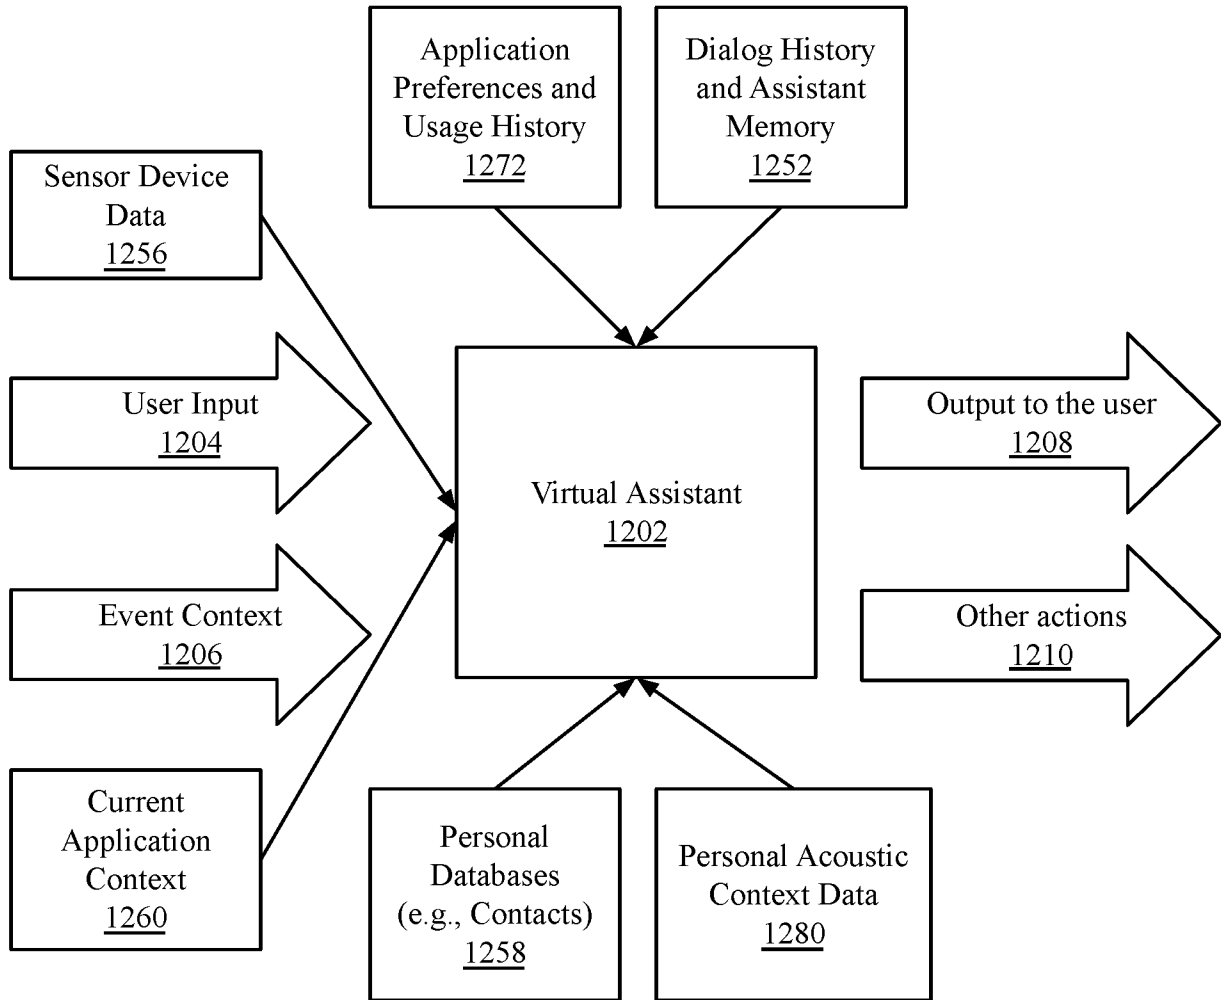 Application
Preferences and
Usage History
1272
Dialog History
and Assistant
Memory
1252
Sensor Device
Data
1256
User Input
1204
Event Context
1206
Current
Application
Context
1260
Virtual Assistant
1202
Output to the user
1208
Other actions
1210
Personal
Databases
(e.g., Contacts)
1258
Personal Acoustic
Context Data
1280